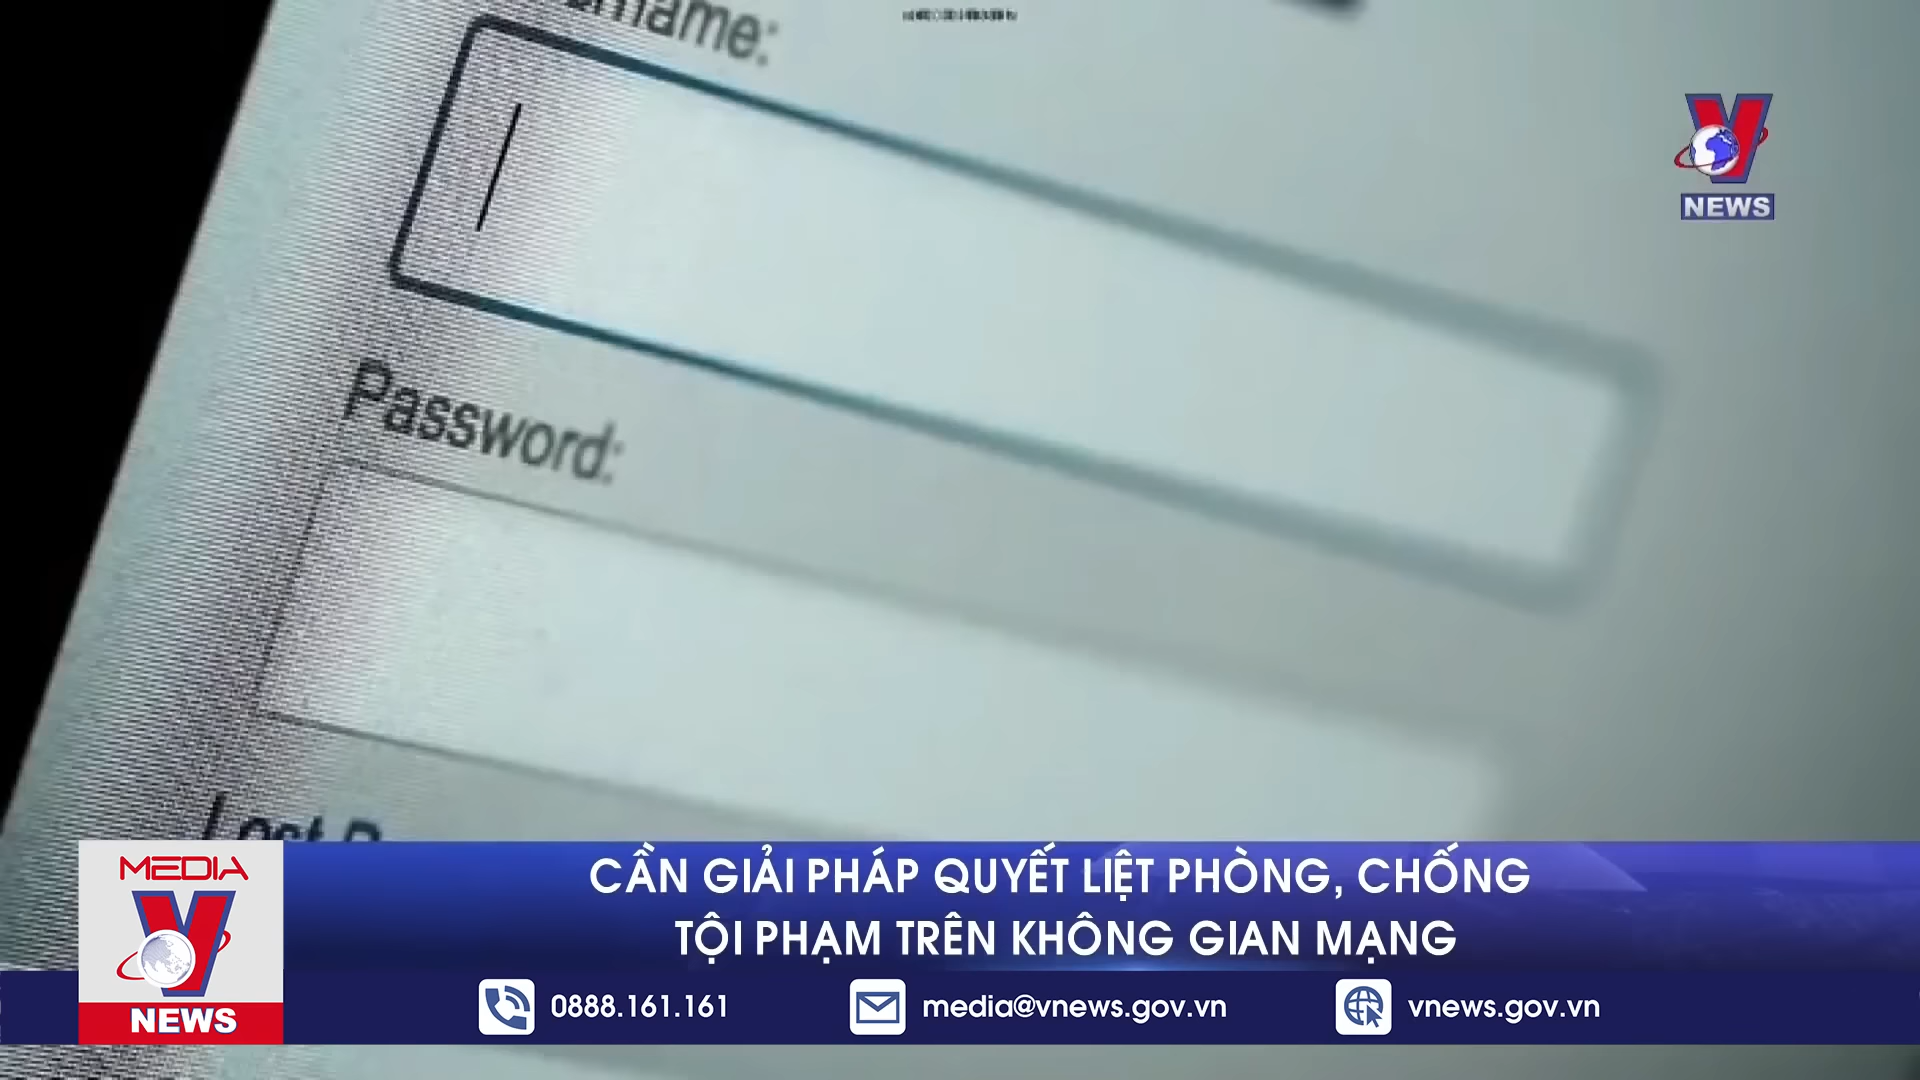 NEWS
Password:
CẦN GIẢI PHÁP QUYẾT LIỆT PHÒNG, CHỐNG
TỘI PHẠM TRÊN KHÔNG GIAN MẠNG
MEDIA
NEWS
0888.161.161
media@vnews.gov.vn
vnews.gov.vn